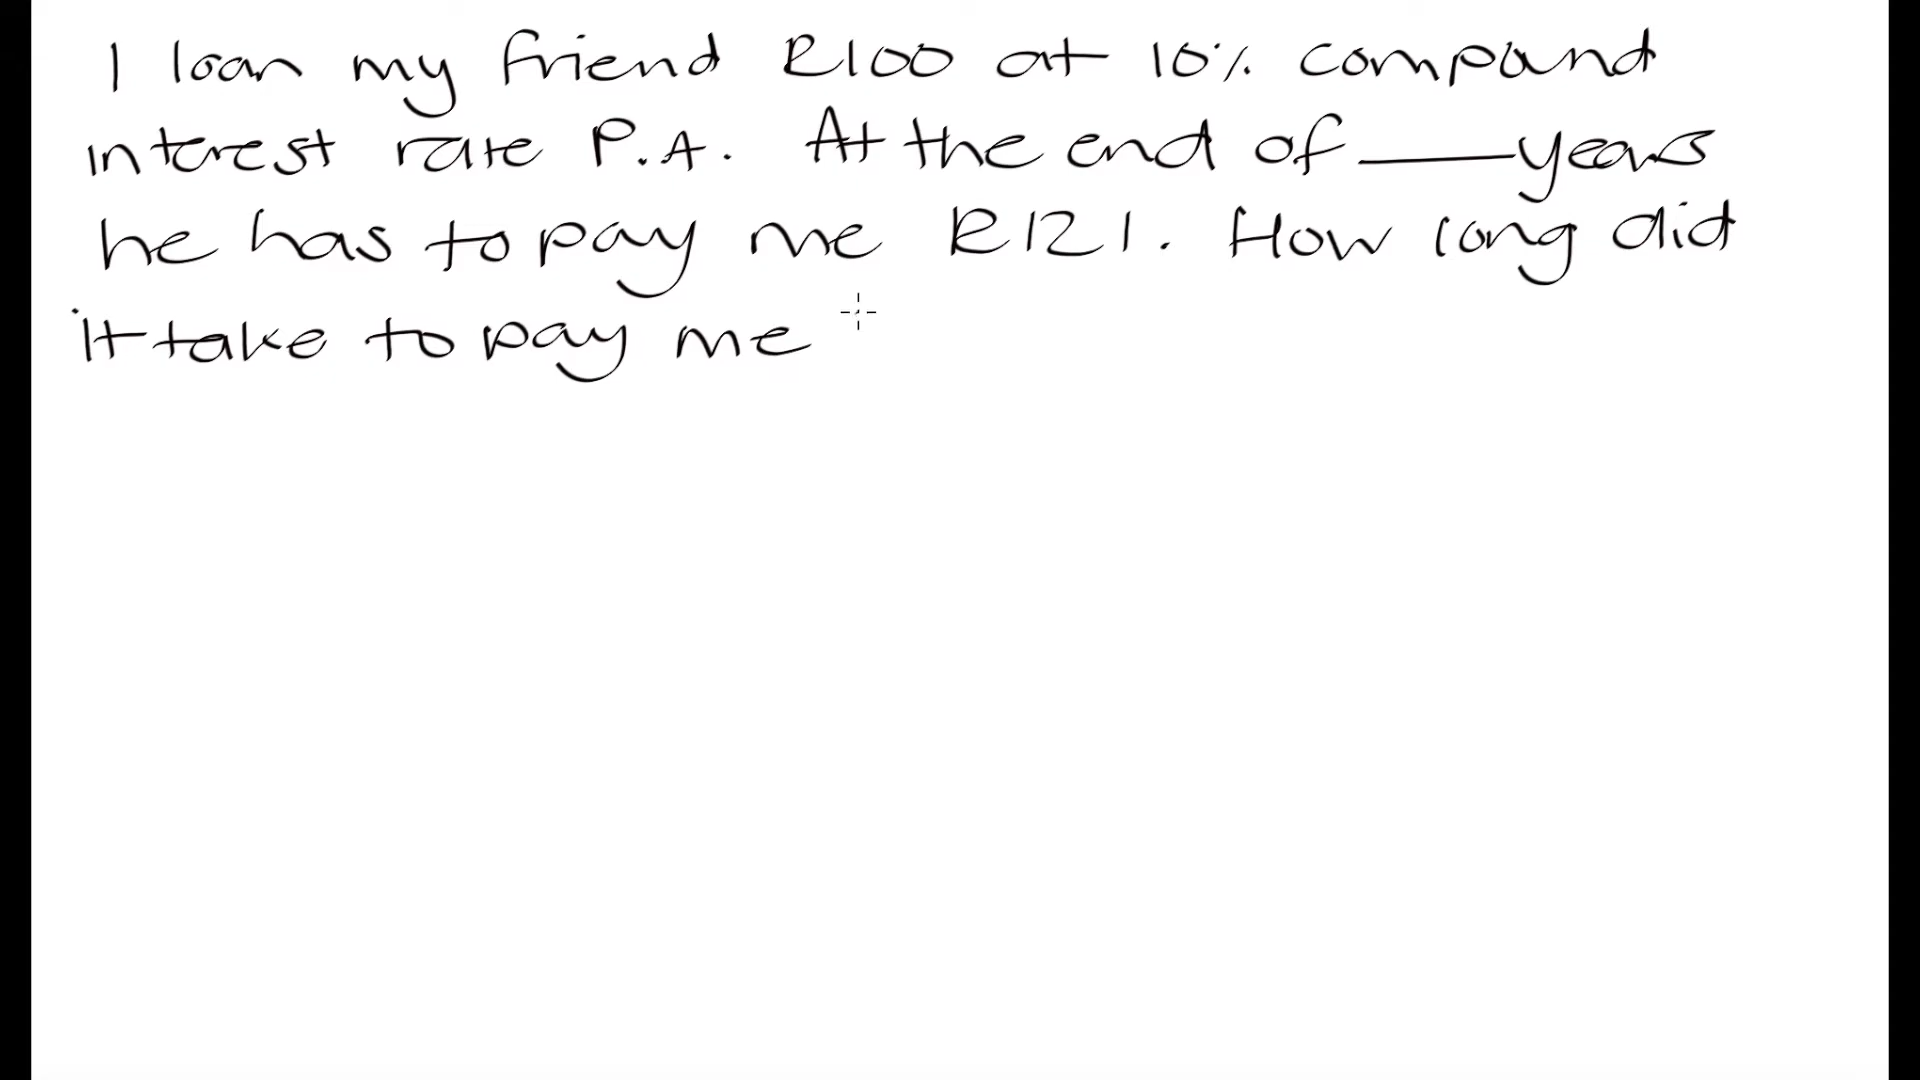 I loan my friend R100 at 10% compound
interest rate P.A. At the end of ____ years
he has to pay me R121. How long did
it take to pay me